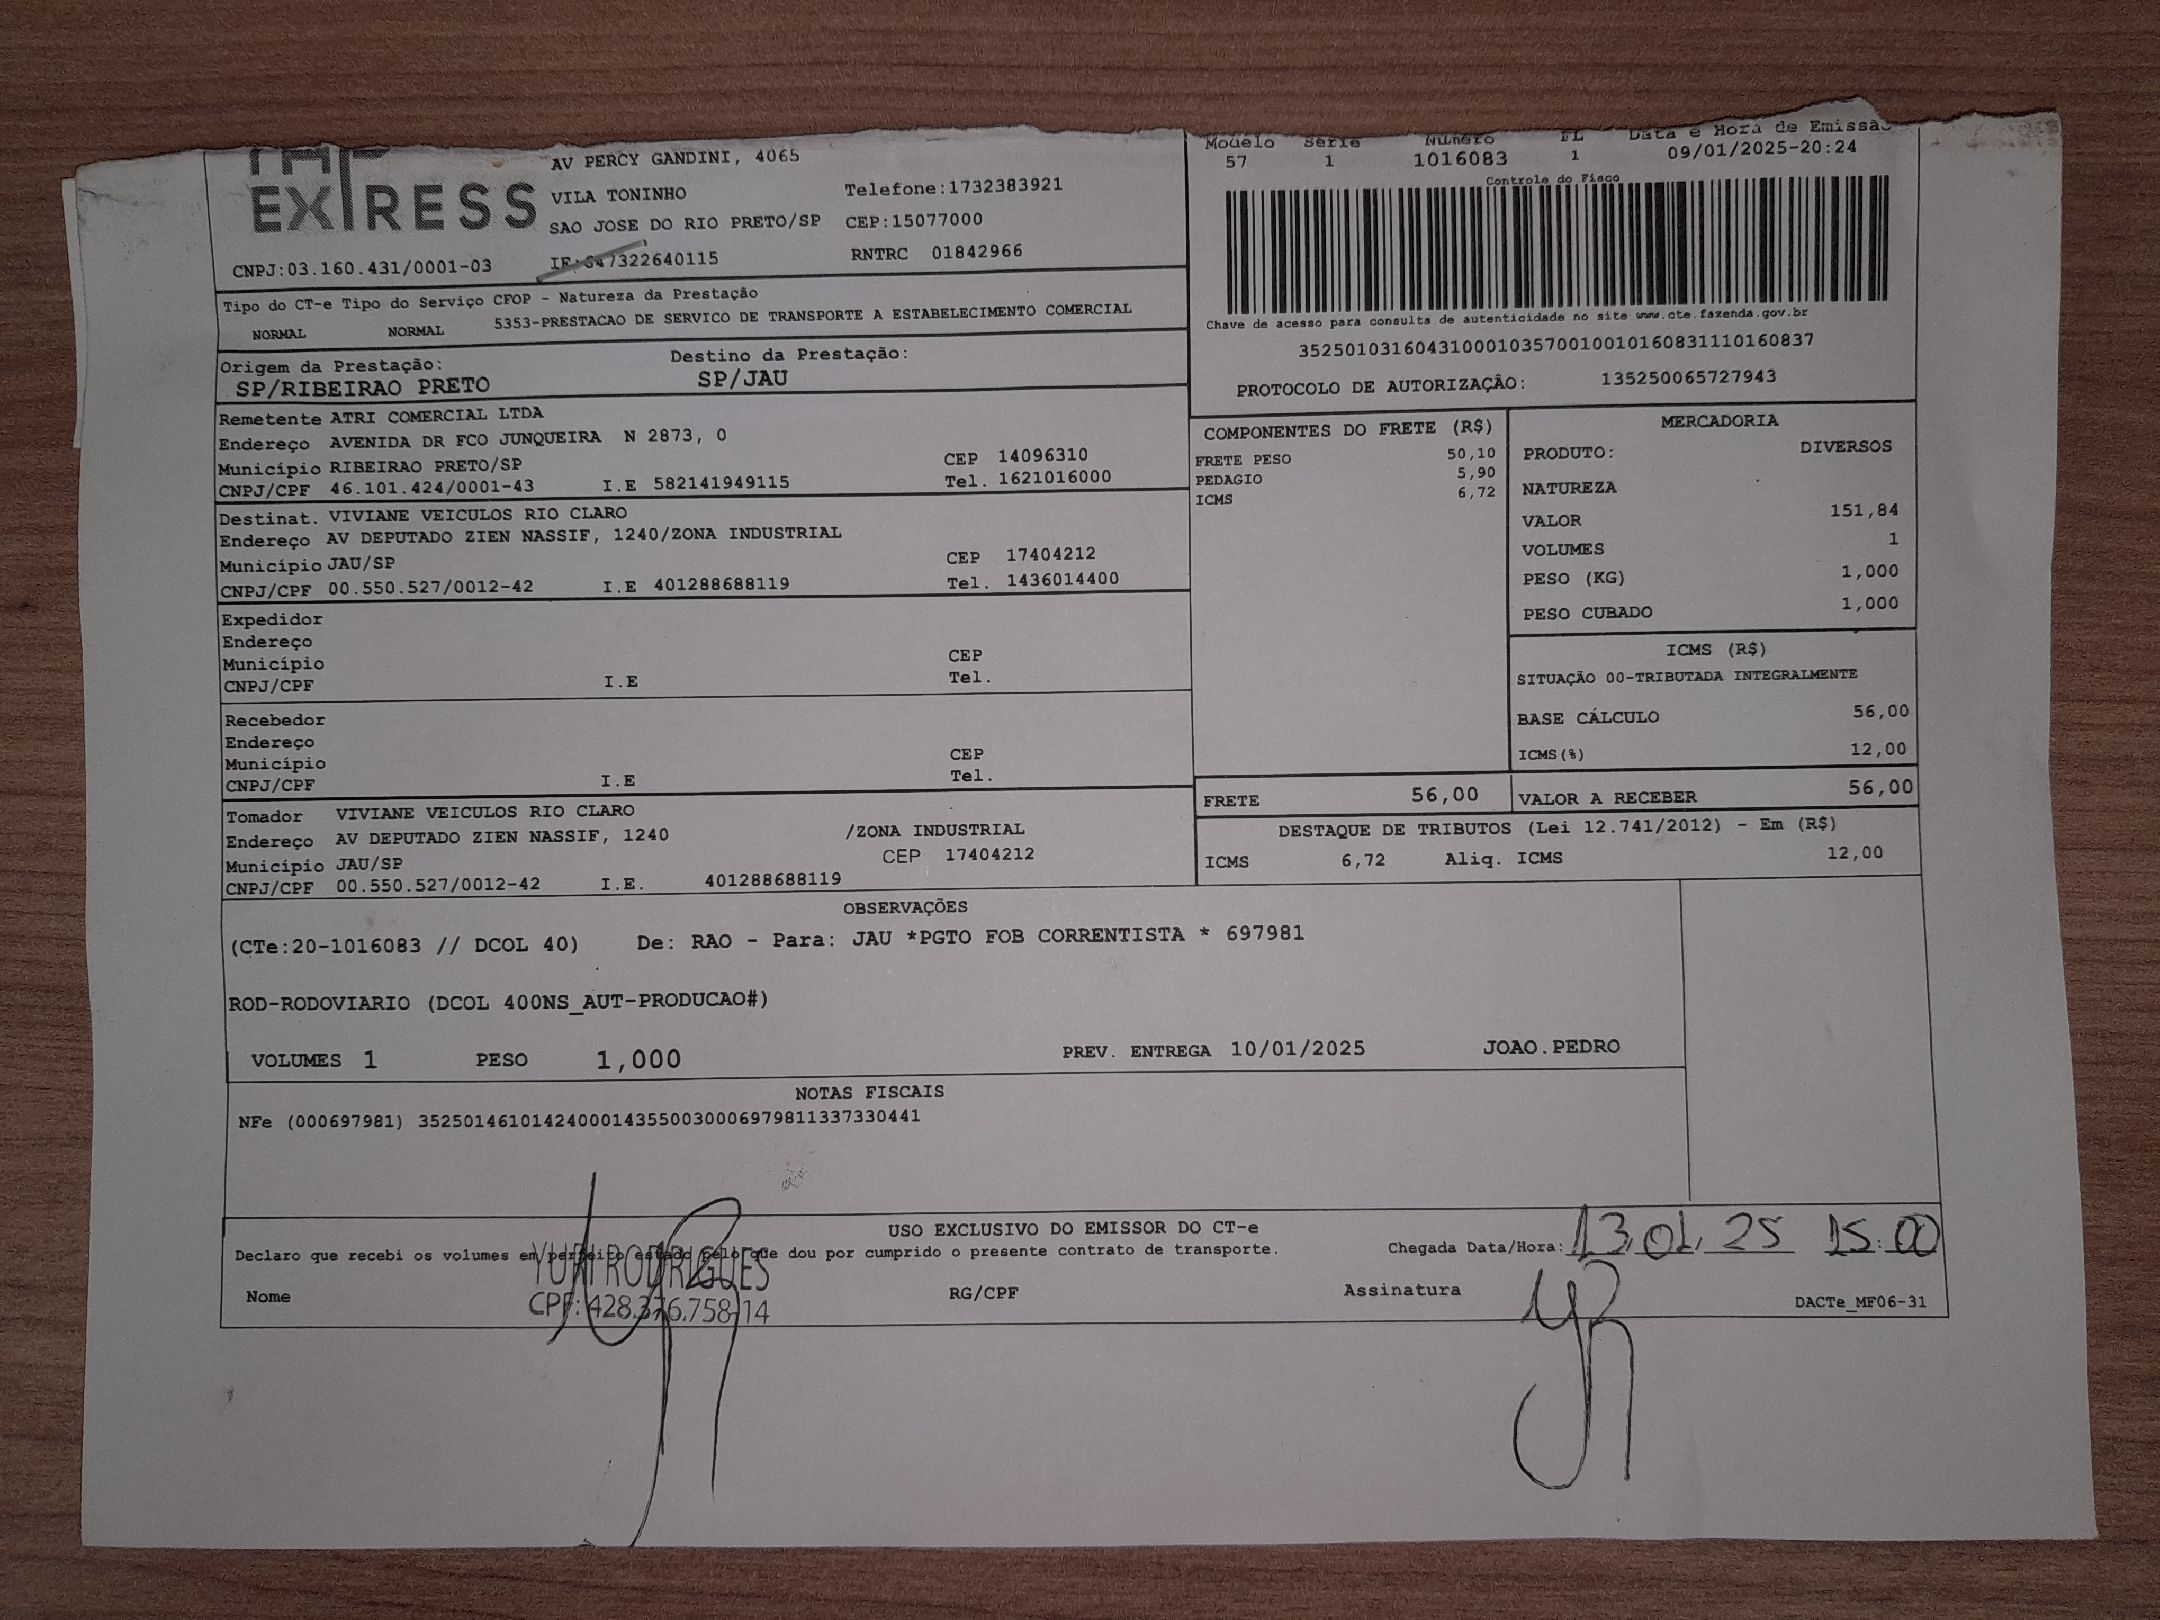 EXPRESS
AV PERCY GANDINI, 4065
VILA TONINHO Telefone:1732383921
SAO JOSE DO RIO PRETO/SP CEP:15077000
CNPJ:03.160.431/0001-03 IE:647322640115 RNTRC 01842966
Modelo Série Número FL Data e Hora de Emissão
57 1 1016083 1 09/01/2025-20:24
Controle do Fisco
Chave de acesso para consulta de autenticidade no site www.cte.fazenda.gov.br
35250103160431000103570010010160831110160837
PROTOCOLO DE AUTORIZAÇÂO: 135250065727943
Tipo do CT-e Tipo do Serviço CFOP - Natureza da Prestação
NORMAL NORMAL 5353-PRESTACAO DE SERVICO DE TRANSPORTE A ESTABELECIMENTO COMERCIAL
Origem da Prestação: Destino da Prestação:
SP/RIBEIRAO PRETO SP/JAU
Remetente ATRI COMERCIAL LTDA
Endereço AVENIDA DR FCO JUNQUEIRA N 2873, 0
Município RIBEIRAO PRETO/SP CEP 14096310
CNPJ/CPF 46.101.424/0001-43 I.E 582141949115 Tel. 1621016000
Destinat. VIVIANE VEICULOS RIO CLARO
Endereço AV DEPUTADO ZIEN NASSIF, 1240/ZONA INDUSTRIAL
Município JAU/SP CEP 17404212
CNPJ/CPF 00.550.527/0012-42 I.E 401288688119 Tel. 1436014400
Expedidor
Endereço
Município CEP
CNPJ/CPF I.E Tel.
Recebedor
Endereço
Município CEP
CNPJ/CPF I.E Tel.
Tomador VIVIANE VEICULOS RIO CLARO
Endereço AV DEPUTADO ZIEN NASSIF, 1240 /ZONA INDUSTRIAL
Município JAU/SP CEP 17404212
CNPJ/CPF 00.550.527/0012-42 I.E. 401288688119
COMPONENTES DO FRETE (R$)
FRETE PESO 50,10
PEDAGIO 5,90
ICMS 6,72
MERCADORIA
PRODUTO: DIVERSOS
NATUREZA
VALOR 151,84
VOLUMES 1
PESO (KG) 1,000
PESO CUBADO 1,000
ICMS (R$)
SITUAÇÃO 00-TRIBUTADA INTEGRALMENTE
BASE CÁLCULO 56,00
ICMS(%) 12,00
FRETE 56,00 VALOR A RECEBER 56,00
DESTAQUE DE TRIBUTOS (Lei 12.741/2012) - Em (R$)
ICMS 6,72 Aliq. ICMS 12,00
OBSERVAÇÕES
(CTe:20-1016083 // DCOL 40) De: RAO - Para: JAU *PGTO FOB CORRENTISTA * 697981
ROD-RODOVIARIO (DCOL 400NS_AUT-PRODUCAO#)
VOLUMES 1 PESO 1,000 PREV. ENTREGA 10/01/2025 JOAO.PEDRO
NOTAS FISCAIS
NFe (000697981) 35250146101424000143550030006979811337330441
USO EXCLUSIVO DO EMISSOR DO CT-e
Declaro que recebi os volumes em perfeito estado pelo que dou por cumprido o presente contrato de transporte. Chegada Data/Hora: 13,01,25 15:00
YURI RODRIGUES
CPF: 428.376.758-14
Nome RG/CPF Assinatura DACTe_MF06-31